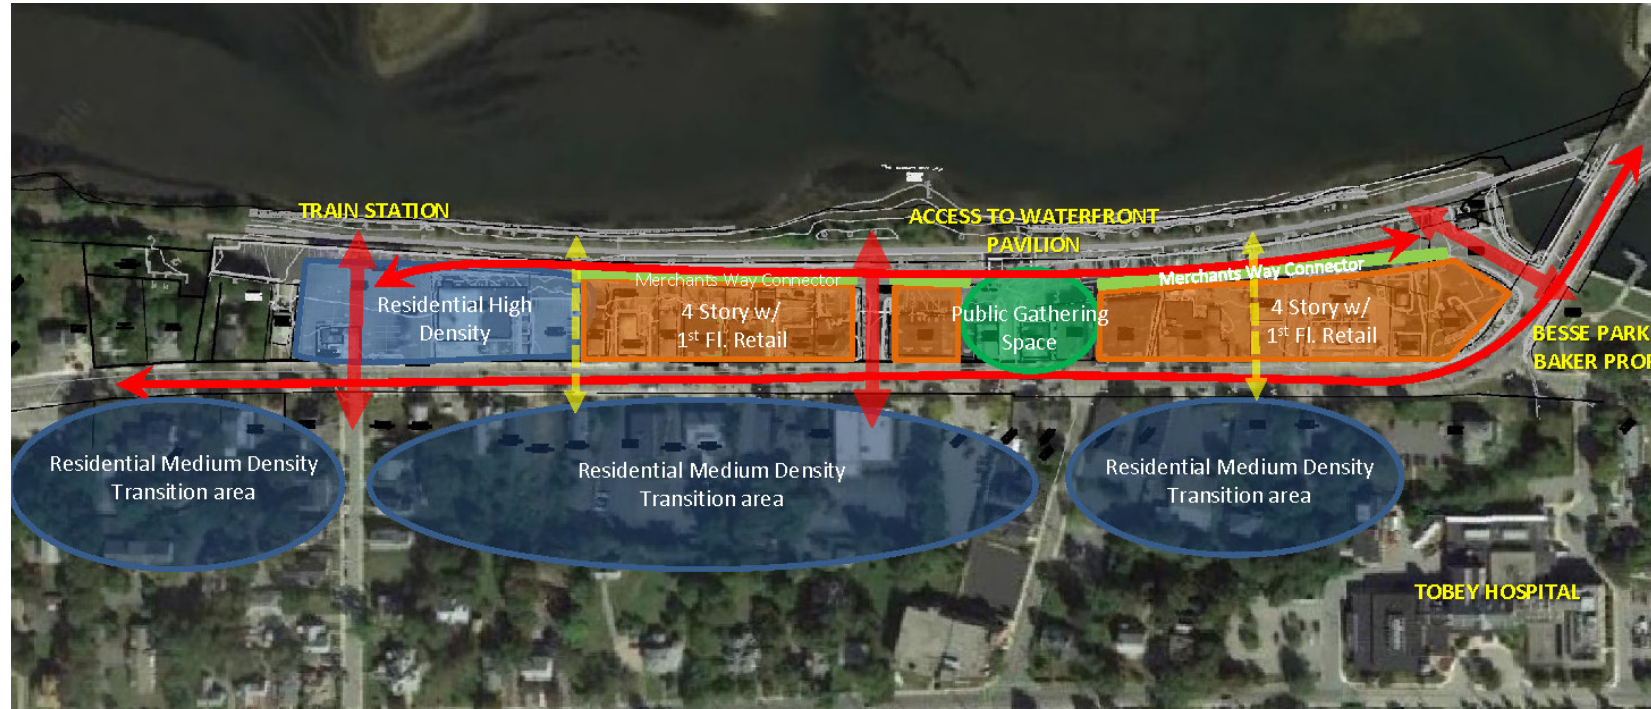 TRAIN STATION
ACCESS TO WATERFRONT
PAVILION
Merchants Way Connector
Merchants Way Connector
Residential High
Density
4 Story w/
1st Fl. Retail
Public Gathering
Space
4 Story w/
1st Fl. Retail
BESSE PARK
BAKER PROP
Residential Medium Density
Transition area
Residential Medium Density
Transition area
Residential Medium Density
Transition area
TOBEY HOSPITAL